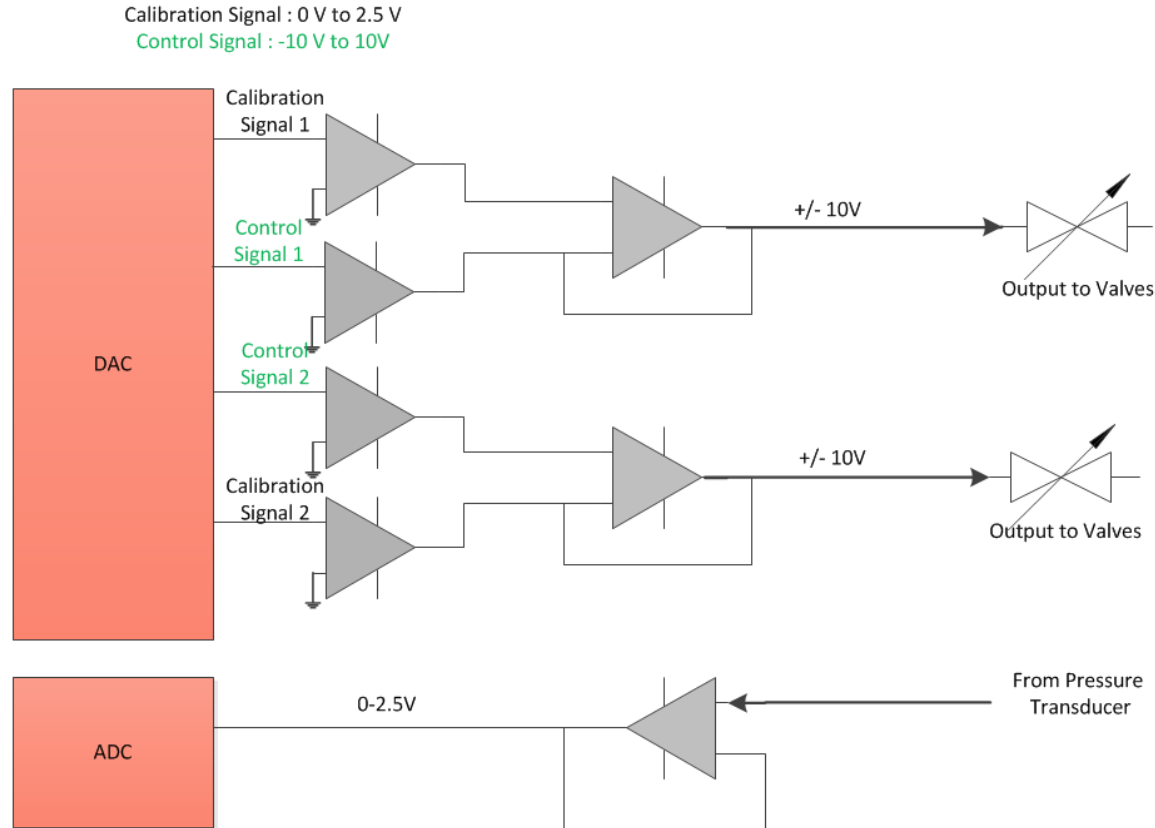 Calibration Signal : 0 V to 2.5 V
Control Signal : -10 V to 10V
Calibration
Signal 1
Control
Signal 1
DAC
Control
Signal 2
Calibration
Signal 2
+/- 10V
Output to Valves
+/- 10V
Output to Valves
ADC
0-2.5V
From Pressure
Transducer